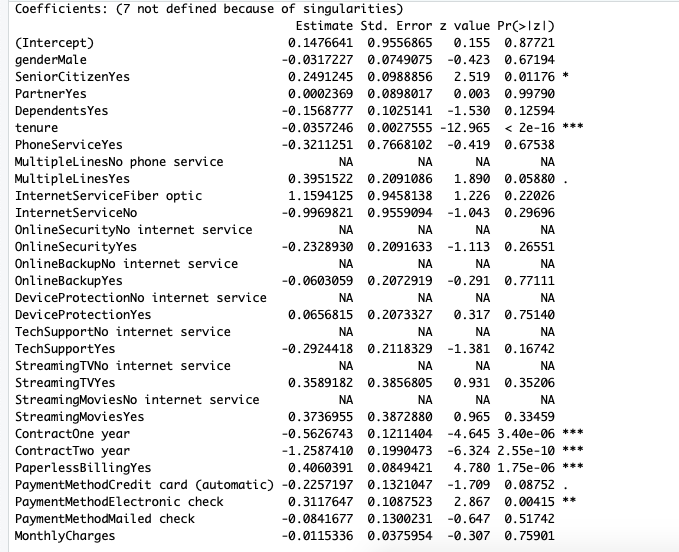 Coefficients: (7 not defined because of singularities)
Estimate Std. Error z value Pr(>|z|)
(Intercept) 0.1476641 0.9556865 0.155 0.87721
genderMale -0.0317227 0.0749075 -0.423 0.67194
SeniorCitizenYes 0.2491245 0.0988856 2.519 0.01176 *
PartnerYes 0.0002369 0.0898017 0.003 0.99790
DependentsYes -0.1568777 0.1025141 -1.530 0.12594
tenure -0.0357246 0.0027555 -12.965 < 2e-16 ***
PhoneServiceYes -0.3211251 0.7668102 -0.419 0.67538
MultipleLinesNo phone service NA NA NA NA
MultipleLinesYes 0.3951522 0.2091086 1.890 0.05880 .
InternetServiceFiber optic 1.1594125 0.9458138 1.226 0.22026
InternetServiceNo -0.9969821 0.9559094 -1.043 0.29696
OnlineSecurityNo internet service NA NA NA NA
OnlineSecurityYes -0.2328930 0.2091633 -1.113 0.26551
OnlineBackupNo internet service NA NA NA NA
OnlineBackupYes -0.0603059 0.2072919 -0.291 0.77111
DeviceProtectionNo internet service NA NA NA NA
DeviceProtectionYes 0.0656815 0.2073327 0.317 0.75140
TechSupportNo internet service NA NA NA NA
TechSupportYes -0.2924418 0.2118329 -1.381 0.16742
StreamingTVNo internet service NA NA NA NA
StreamingTVYes 0.3589182 0.3856805 0.931 0.35206
StreamingMoviesNo internet service NA NA NA NA
StreamingMoviesYes 0.3736955 0.3872880 0.965 0.33459
ContractOne year -0.5626743 0.1211404 -4.645 3.40e-06 ***
ContractTwo year -1.2587410 0.1990473 -6.324 2.55e-10 ***
PaperlessBillingYes 0.4060391 0.0849421 4.780 1.75e-06 ***
PaymentMethodCredit card (automatic) -0.2257197 0.1321047 -1.709 0.08752 .
PaymentMethodElectronic check 0.3117647 0.1087523 2.867 0.00415 **
PaymentMethodMailed check -0.0841677 0.1300231 -0.647 0.51742
MonthlyCharges -0.0115336 0.0375954 -0.307 0.75901